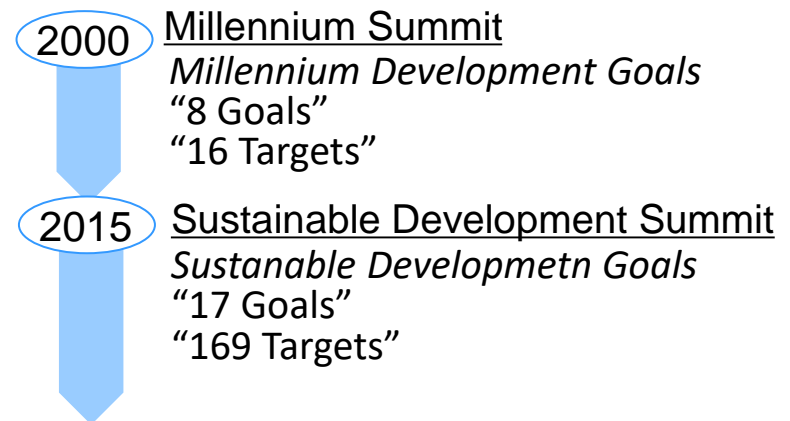 2000
Millennium Summit
Millennium Development Goals
“8 Goals”
“16 Targets”
2015
Sustainable Development Summit
Sustanable Developmetn Goals
“17 Goals”
“169 Targets”